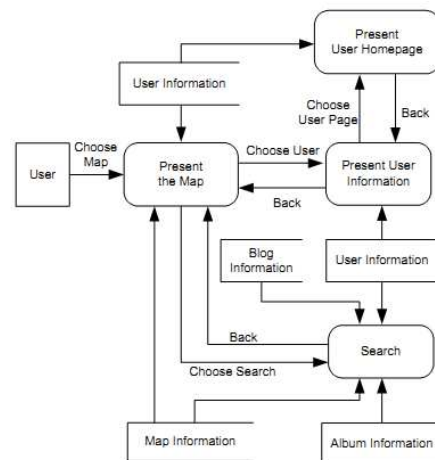 Present
User Homepage
User Information
Choose
User Page
Back
User
Choose
Map
Present
the Map
Choose User
Back
Present User
Information
Blog
Information
User Information
Back
Choose Search
Search
Map Information
Album Information